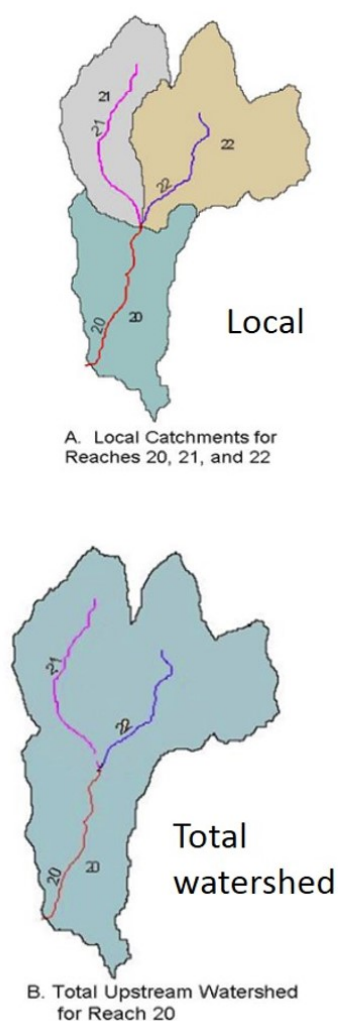 21
21
22
22
20
20
Local
A. Local Catchments for
Reaches 20, 21, and 22
21
22
20
20
Total
watershed
B. Total Upstream Watershed
for Reach 20